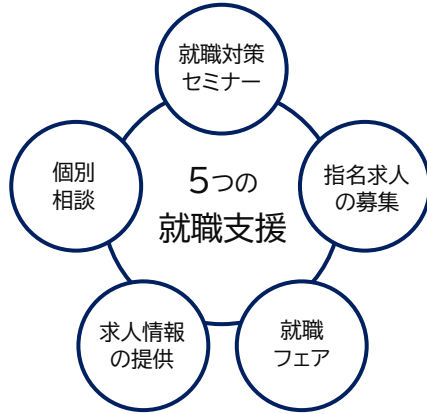 就職対策
セミナー
個別
相談
5つの
就職支援
指名求人
の募集
求人情報
の提供
就職
フェア